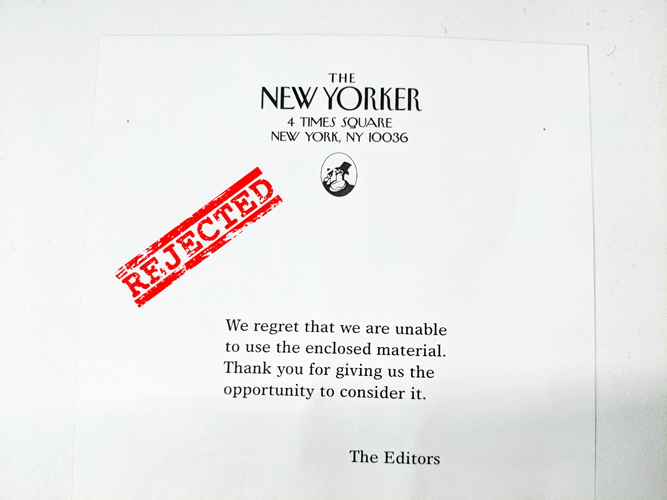 THE
NEW YORKER
4 TIMES SQUARE
NEW YORK, NY 10036
REJECTED
We regret that we are unable
to use the enclosed material.
Thank you for giving us the
opportunity to consider it.
The Editors